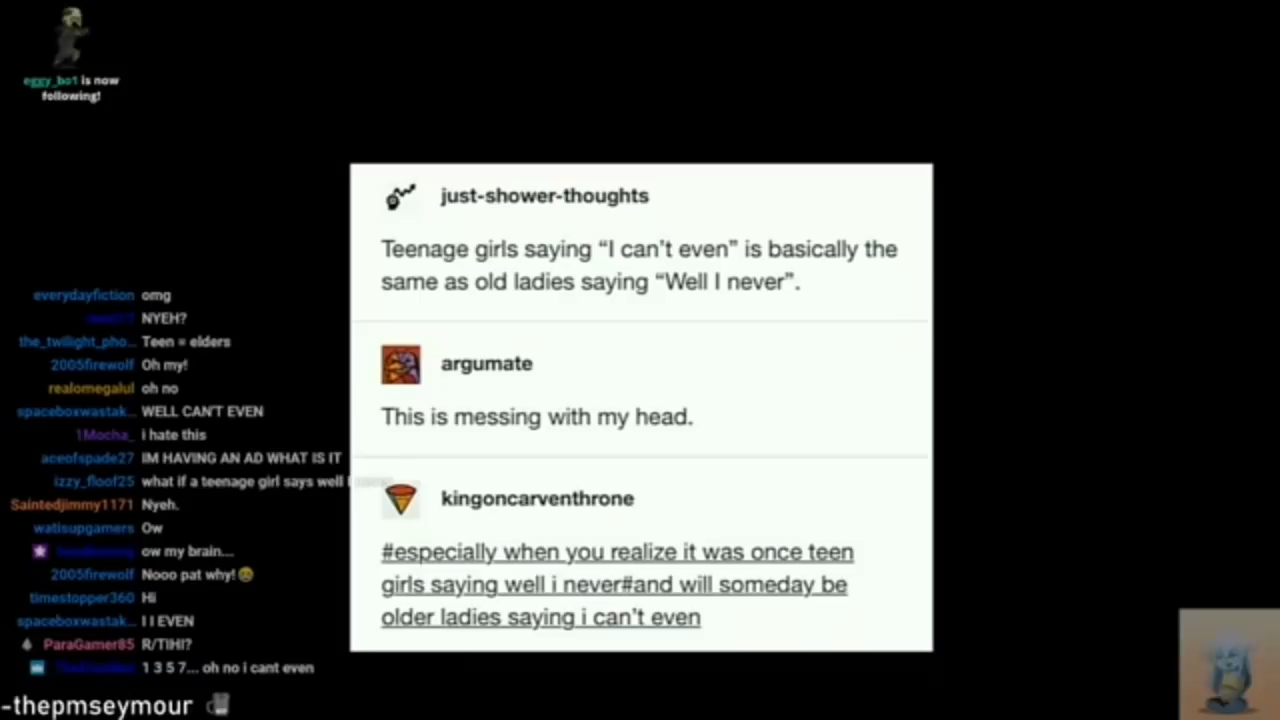 eggy_bot is now
following!
just-shower-thoughts
Teenage girls saying “I can’t even” is basically the
same as old ladies saying “Well I never”.
argumate
This is messing with my head.
kingoncarventhrone
#especially when you realize it was once teen
girls saying well i never#and will someday be
older ladies saying i can’t even
everydayfiction omg
NYEH?
the_twilight_pho... Teen = elders
2005firewolf Oh my!
realomegalul oh no
spaceboxwastak... WELL CAN'T EVEN
1Mocha_ i hate this
aceofspade27 IM HAVING AN AD WHAT IS IT
izzy_floof25 what if a teenage girl says well I
Saintedjimmy1171 Nyeh.
watisupgamers Ow
ow my brain...
2005firewolf Nooo pat why!😢
timestopper360 Hi
spaceboxwastak... I I EVEN
ParaGamer85 R/TIHI?
1 3 5 7... oh no i cant even
-thepmseymour